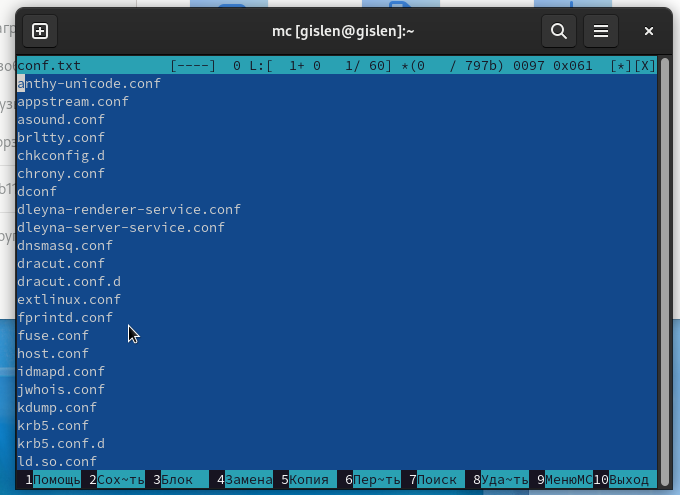 mc [gislen@gislen]:~
conf.txt [----] 0 L:[ 1+ 0 1/ 60] *(0 / 797b) 0097 0x061 [*][X]
anthy-unicode.conf
appstream.conf
asound.conf
brltty.conf
chkconfig.d
chrony.conf
dconf
dleyna-renderer-service.conf
dleyna-server-service.conf
dnsmasq.conf
dracut.conf
dracut.conf.d
extlinux.conf
fprintd.conf
fuse.conf
host.conf
idmapd.conf
jwhois.conf
kdump.conf
krb5.conf
krb5.conf.d
ld.so.conf
1Помощь 2Сох~ть 3Блок 4Замена 5Копия 6Пер~ть 7Поиск 8Уда~ть 9МенюMC 10Выход